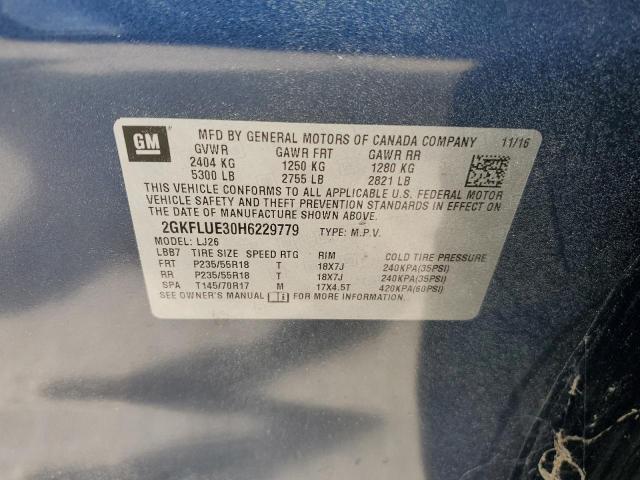 GM
MFD BY GENERAL MOTORS OF CANADA COMPANY 11/16
GVWR GAWR FRT GAWR RR
2404 KG 1250 KG 1280 KG
5300 LB 2755 LB 2821 LB
THIS VEHICLE CONFORMS TO ALL APPLICABLE U.S. FEDERAL MOTOR
VEHICLE SAFETY AND THEFT PREVENTION STANDARDS IN EFFECT ON
THE DATE OF MANUFACTURE SHOWN ABOVE.
2GKFLUE30H6229779 TYPE: M.P.V.
MODEL: LJ26
LBB7 TIRE SIZE SPEED RTG RIM COLD TIRE PRESSURE
FRT P235/55R18 T 18X7J 240KPA(35PSI)
RR P235/55R18 T 18X7J 240KPA(35PSI)
SPA T145/70R17 M 17X4.5T 420KPA(60PSI)
SEE OWNER'S MANUAL i FOR MORE INFORMATION.